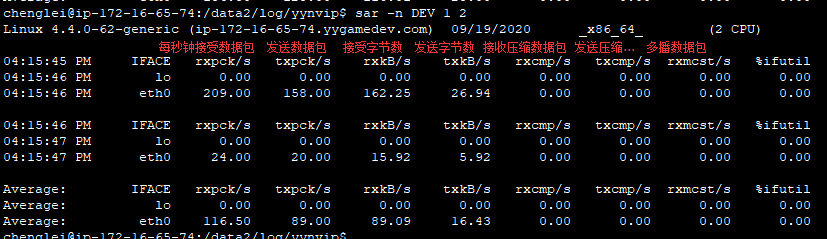 chenglei@ip-172-16-65-74:/data2/log/yynvip$ sar -n DEV 1 2
Linux 4.4.0-62-generic (ip-172-16-65-74.yygamedev.com) 09/19/2020 _x86_64_ (2 CPU)
每秒钟接受数据包 发送数据包 接受字节数 发送字节数 接收压缩数据包 发送压缩... 多播数据包
04:15:45 PM IFACE rxpck/s txpck/s rxkB/s txkB/s rxcmp/s txcmp/s rxmcst/s %ifutil
04:15:46 PM lo 0.00 0.00 0.00 0.00 0.00 0.00 0.00 0.00
04:15:46 PM eth0 209.00 158.00 162.25 26.94 0.00 0.00 0.00 0.00
04:15:46 PM IFACE rxpck/s txpck/s rxkB/s txkB/s rxcmp/s txcmp/s rxmcst/s %ifutil
04:15:47 PM lo 0.00 0.00 0.00 0.00 0.00 0.00 0.00 0.00
04:15:47 PM eth0 24.00 20.00 15.92 5.92 0.00 0.00 0.00 0.00
Average: IFACE rxpck/s txpck/s rxkB/s txkB/s rxcmp/s txcmp/s rxmcst/s %ifutil
Average: lo 0.00 0.00 0.00 0.00 0.00 0.00 0.00 0.00
Average: eth0 116.50 89.00 89.09 16.43 0.00 0.00 0.00 0.00
chenglei@ip-172-16-65-74:/data2/log/yynvip$